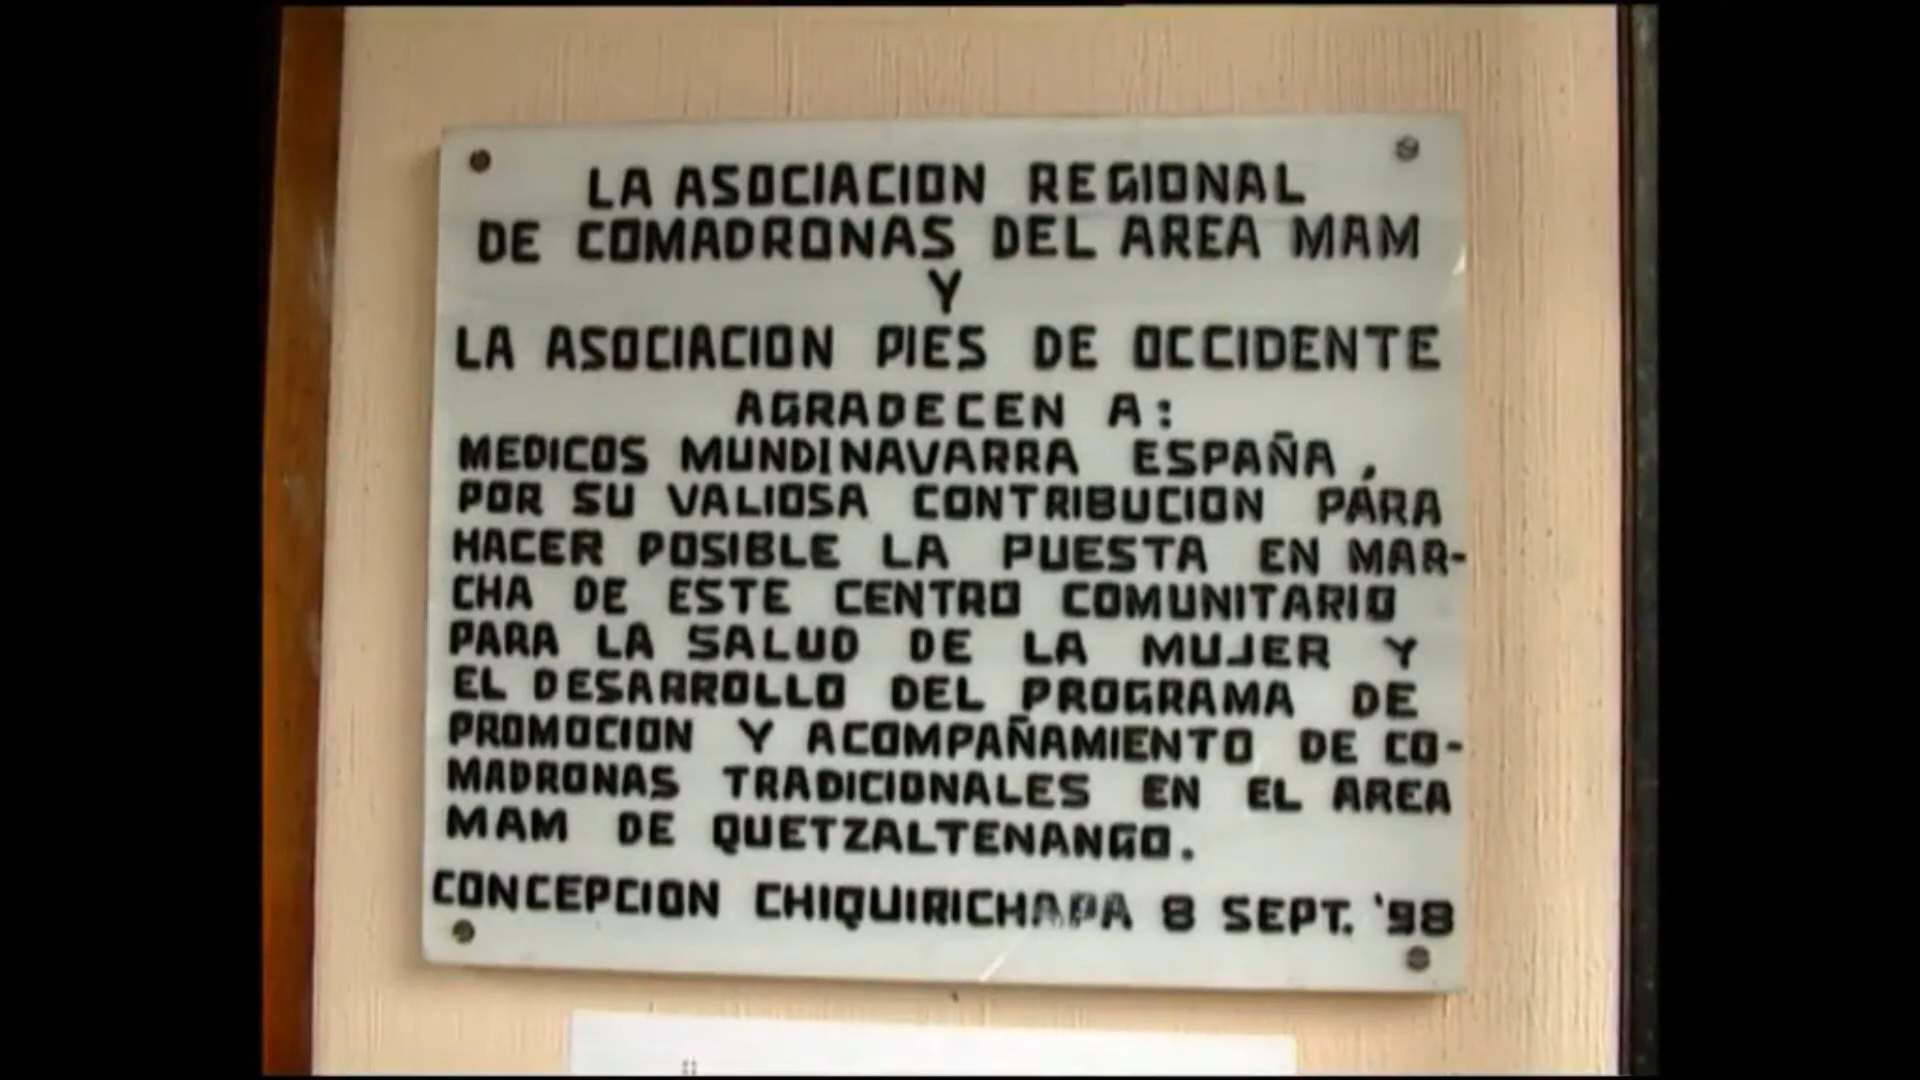 LA ASOCIACION REGIONAL
DE COMADRONAS DEL AREA MAM
Y
LA ASOCIACION PIES DE OCCIDENTE
AGRADECEN A:
MEDICOS MUNDINAVARRA ESPAÑA,
POR SU VALIOSA CONTRIBUCION PARA
HACER POSIBLE LA PUESTA EN MAR-
CHA DE ESTE CENTRO COMUNITARIO
PARA LA SALUD DE LA MUJER Y
EL DESARROLLO DEL PROGRAMA DE
PROMOCION Y ACOMPAÑAMIENTO DE CO-
MADRONAS TRADICIONALES EN EL AREA
MAM DE QUETZALTENANGO.
CONCEPCION CHIQUIRICHAPA 8 SEPT. '98